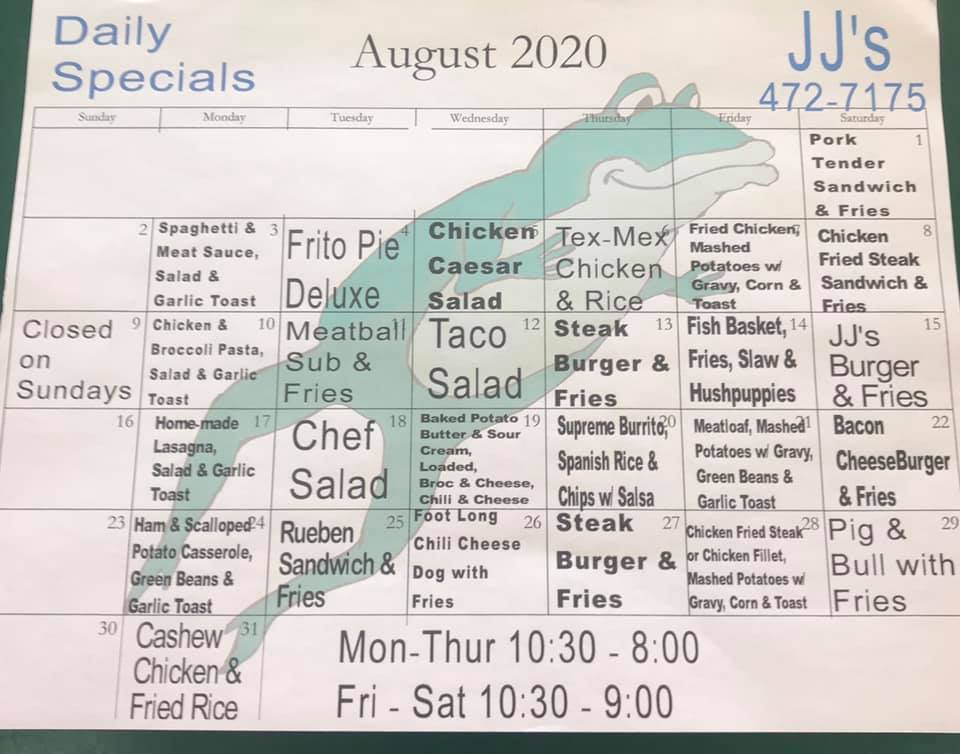 Daily
Specials
August 2020
JJ's
472-7175
Sunday Monday Tuesday Wednesday Thursday Friday Saturday
1
Pork
Tender
Sandwich
& Fries
2
3
Spaghetti &
Meat Sauce,
Salad &
Garlic Toast
4
Frito Pie
Deluxe
5
Chicken
Caesar
Salad
6
Tex-Mex
Chicken
& Rice
7
Fried Chicken,
Mashed
Potatoes w/
Gravy, Corn &
Toast
8
Chicken
Fried Steak
Sandwich &
Fries
9
Closed
on
Sundays
10
Chicken &
Broccoli Pasta,
Salad & Garlic
Toast
Meatball
Sub &
Fries
12
Taco
Salad
13
Steak
Burger &
Fries
14
Fish Basket,
Fries, Slaw &
Hushpuppies
15
JJ's
Burger
& Fries
16
17
Home-made
Lasagna,
Salad & Garlic
Toast
18
Chef
Salad
19
Baked Potato
Butter & Sour
Cream,
Loaded,
Broc & Cheese,
Chili & Cheese
20
Supreme Burrito,
Spanish Rice &
Chips w/ Salsa
21
Meatloaf, Mashed
Potatoes w/ Gravy,
Green Beans &
Garlic Toast
22
Bacon
CheeseBurger
& Fries
23
24
Ham & Scalloped
Potato Casserole,
Green Beans &
Garlic Toast
25
Rueben
Sandwich &
Fries
26
Foot Long
Chili Cheese
Dog with
Fries
27
Steak
Burger &
Fries
28
Chicken Fried Steak
or Chicken Fillet,
Mashed Potatoes w/
Gravy, Corn & Toast
29
Pig &
Bull with
Fries
30
31
Cashew
Chicken &
Fried Rice
Mon-Thur 10:30 - 8:00
Fri - Sat 10:30 - 9:00